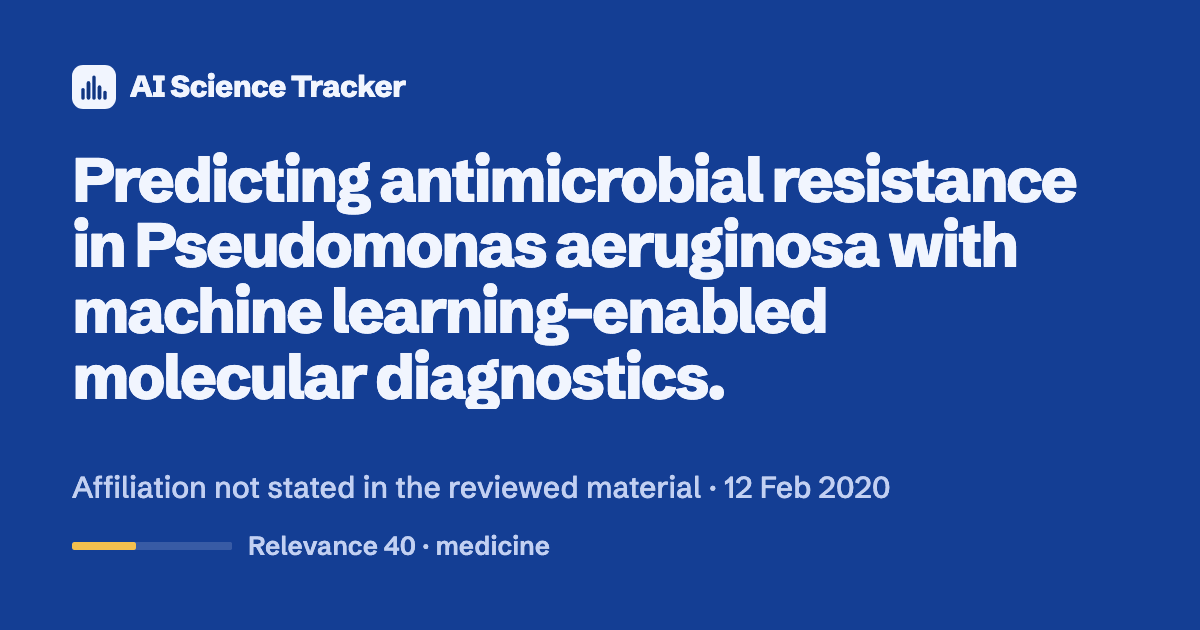 AI Science Tracker
Predicting antimicrobial resistance
in Pseudomonas aeruginosa with
machine learning-enabled
molecular diagnostics.
Affiliation not stated in the reviewed material · 12 Feb 2020
Relevance 40 · medicine